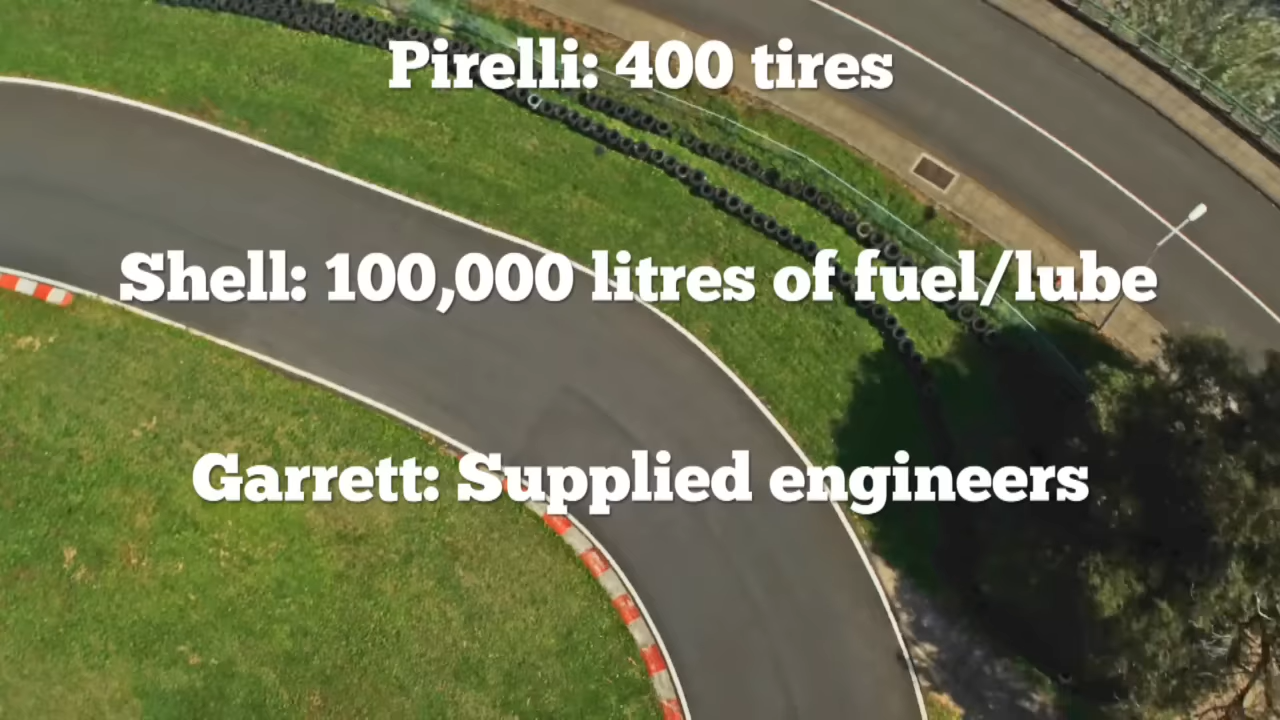 Pirelli: 400 tires
Shell: 100,000 litres of fuel/lube
Garrett: Supplied engineers